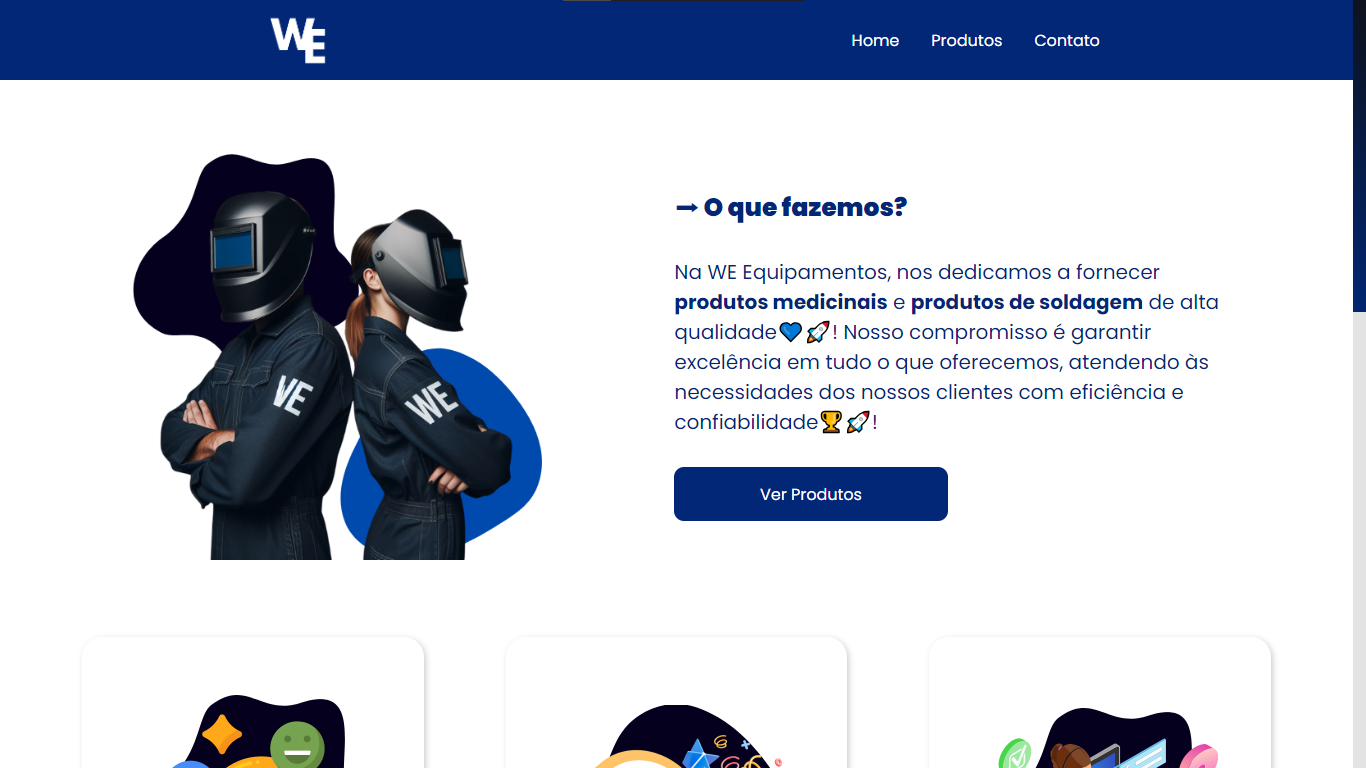 WE
Home
Produtos
Contato
➞ O que fazemos?
Na WE Equipamentos, nos dedicamos a fornecer
produtos medicinais e produtos de soldagem de alta
qualidade💙🚀! Nosso compromisso é garantir
excelência em tudo o que oferecemos, atendendo às
necessidades dos nossos clientes com eficiência e
confiabilidade🏆🚀!
WE
WE
Ver Produtos